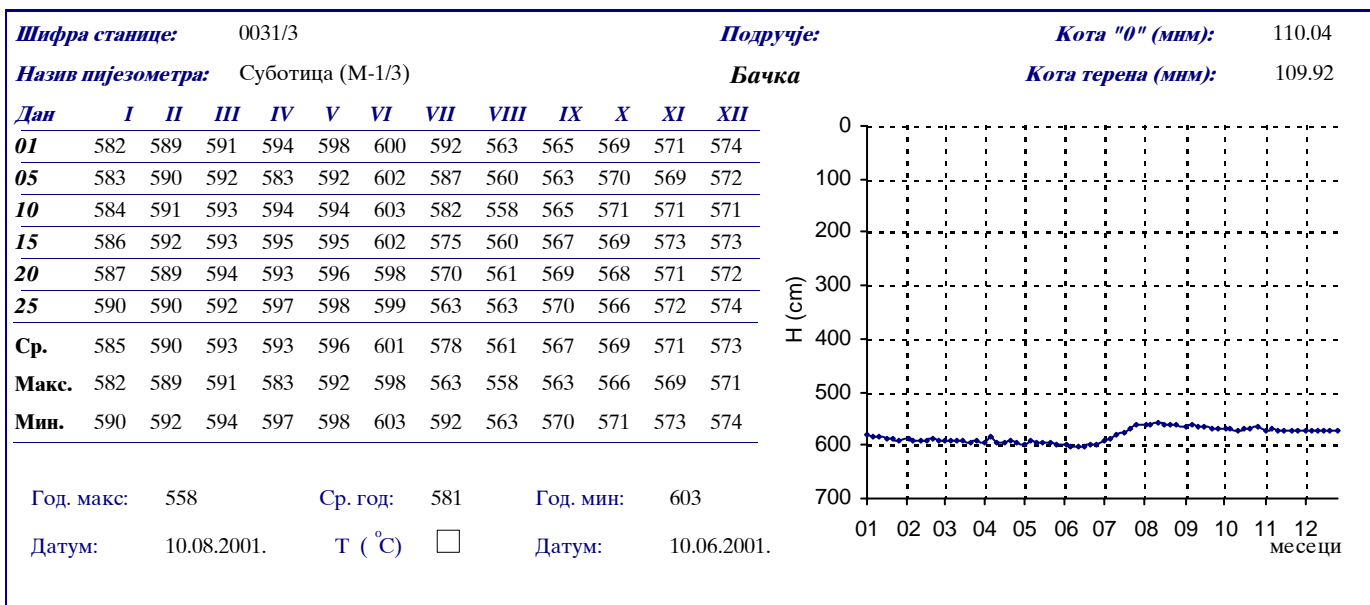 Шифра станице: 0031/3 Подручје: Кота "0" (мнм): 110.04
Назив пијезометра: Суботица (М-1/3) Бачка Кота терена (мнм): 109.92
Дан I II III IV V VI VII VIII IX X XI XII
01 582 589 591 594 598 600 592 563 565 569 571 574
05 583 590 592 583 592 602 587 560 563 570 569 572
10 584 591 593 594 594 603 582 558 565 571 571 571
15 586 592 593 595 595 602 575 560 567 569 573 573
20 587 589 594 593 596 598 570 561 569 568 571 572
25 590 590 592 597 598 599 563 563 570 566 572 574
Ср. 585 590 593 593 596 601 578 561 567 569 571 573
Макс. 582 589 591 583 592 598 563 558 563 566 569 571
Мин. 590 592 594 597 598 603 592 563 570 571 573 574
Год. макс: 558 Ср. год: 581 Год. мин: 603
Датум: 10.08.2001. Т ( °C) Датум: 10.06.2001.
0
100
200
300
400
500
600
700
H (cm)
01 02 03 04 05 06 07 08 09 10 11 12
месеци